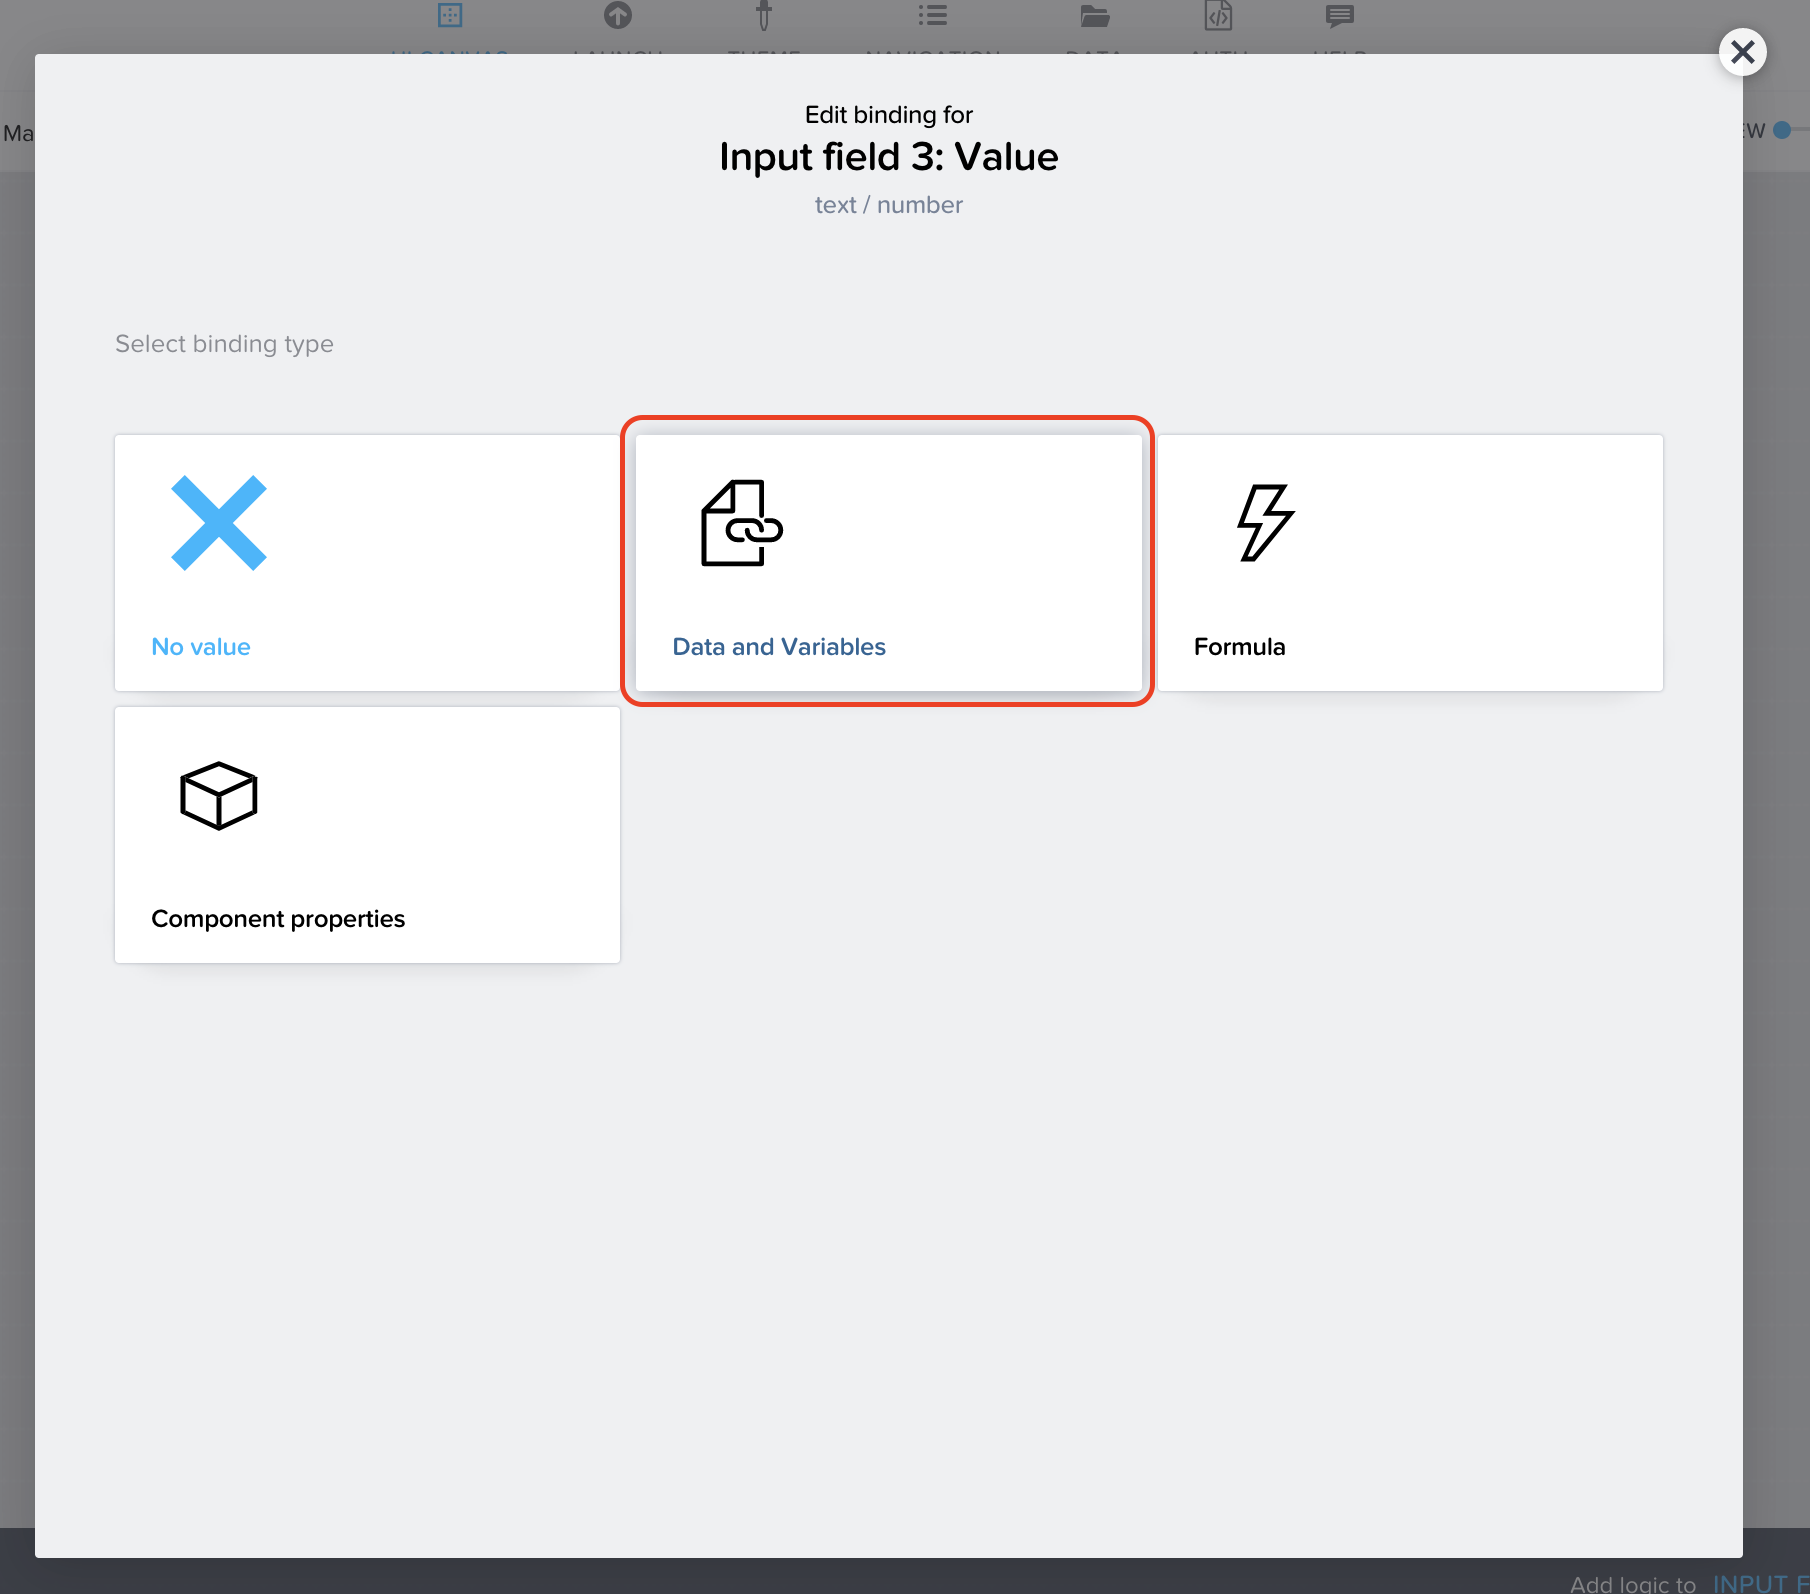 Ma
EW
Edit binding for
Input field 3: Value
text / number
Select binding type
No value
Data and Variables
Formula
Component properties
Add logic to INPUT F